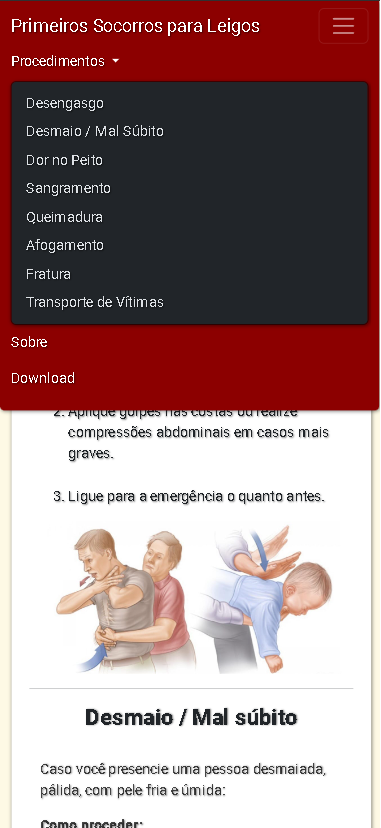 Primeiros Socorros para Leigos
Procedimentos
Desengasgo
Desmaio / Mal Súbito
Dor no Peito
Sangramento
Queimadura
Afogamento
Fratura
Transporte de Vítimas
Sobre
Download
2. Aplique golpes nas costas ou realize
compressões abdominais em casos mais
graves.
3. Ligue para a emergência o quanto antes.
Desmaio / Mal súbito
Caso você presencie uma pessoa desmaiada,
pálida, com pele fria e úmida:
Como proceder: